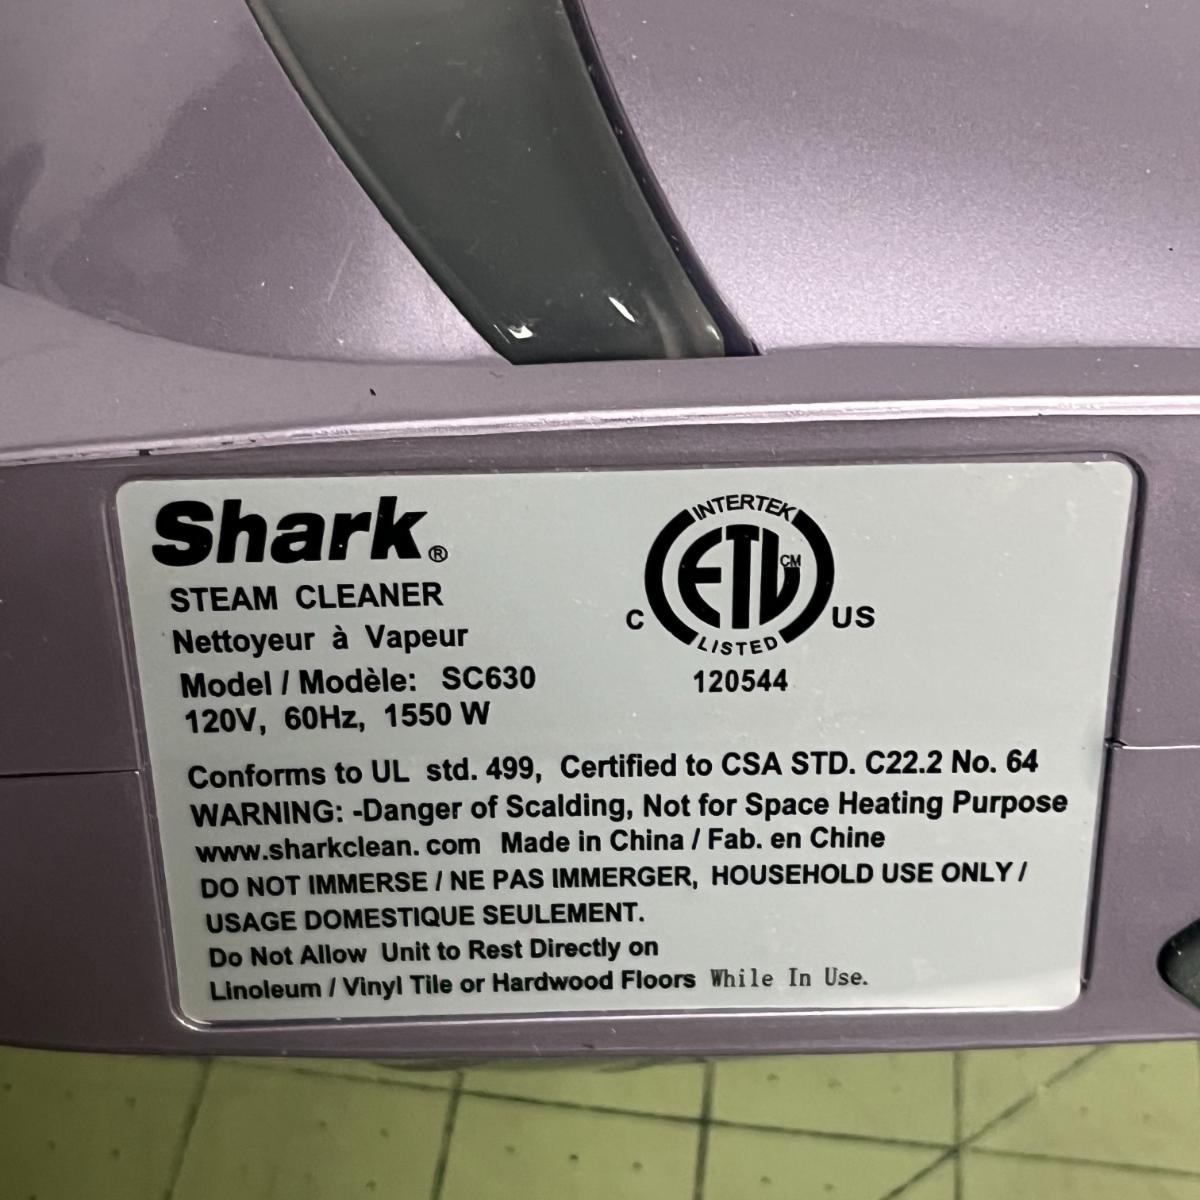 Shark®
STEAM CLEANER
Nettoyeur à Vapeur
Model / Modèle: SC630
120V, 60Hz, 1550 W
INTERTEK
ETL CM
C US
LISTED
120544
Conforms to UL std. 499, Certified to CSA STD. C22.2 No. 64
WARNING: -Danger of Scalding, Not for Space Heating Purpose
www.sharkclean. com Made in China / Fab. en Chine
DO NOT IMMERSE / NE PAS IMMERGER, HOUSEHOLD USE ONLY /
USAGE DOMESTIQUE SEULEMENT.
Do Not Allow Unit to Rest Directly on
Linoleum / Vinyl Tile or Hardwood Floors While In Use.